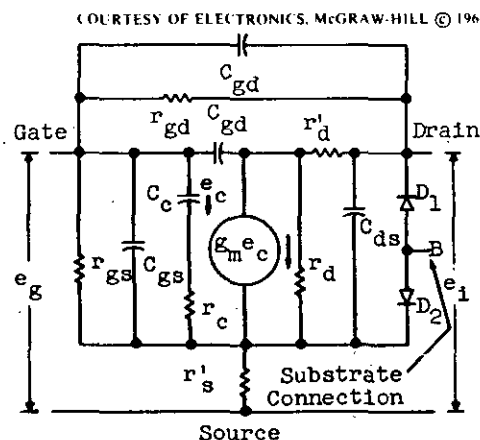 COURTESY OF ELECTRONICS, McGRAW-HILL © 196
C_gd
r_gd
C_gd
r'_d
Gate
Drain
C_c
e_c
D_1
C_ds
B
g_m e_c
r_gs
C_gs
r_d
e_g
e_i
r_c
D_2
r'_s
Substrate
Connection
Source